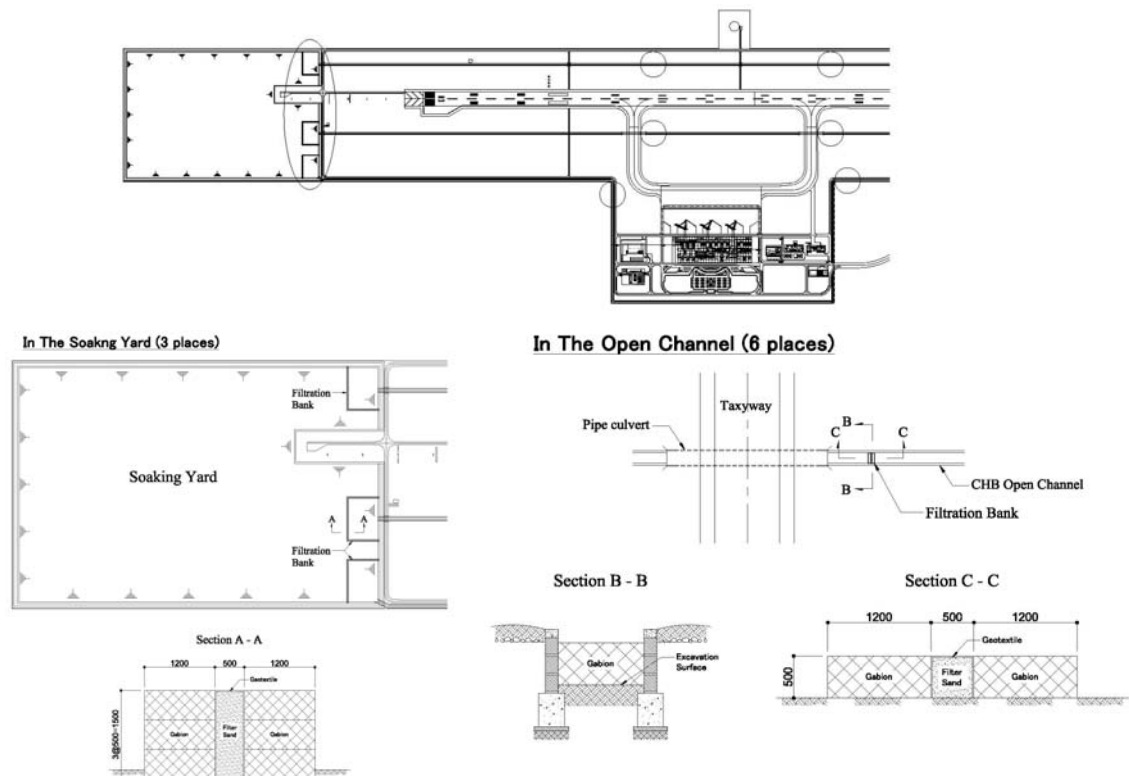 In The Soakng Yard (3 places)
Filtration
Bank
Soaking Yard
A
A
Filtration
Bank
Section A - A
1200
500
1200
Geotextile
3@500=1500
Gabion
Filter
Sand
Gabion
In The Open Channel (6 places)
Taxyway
Pipe culvert
B
C
C
B
CHB Open Channel
Filtration Bank
Section B - B
Gabion
Excavation
Surface
Section C - C
1200
500
1200
Geotextile
500
Gabion
Filter
Sand
Gabion